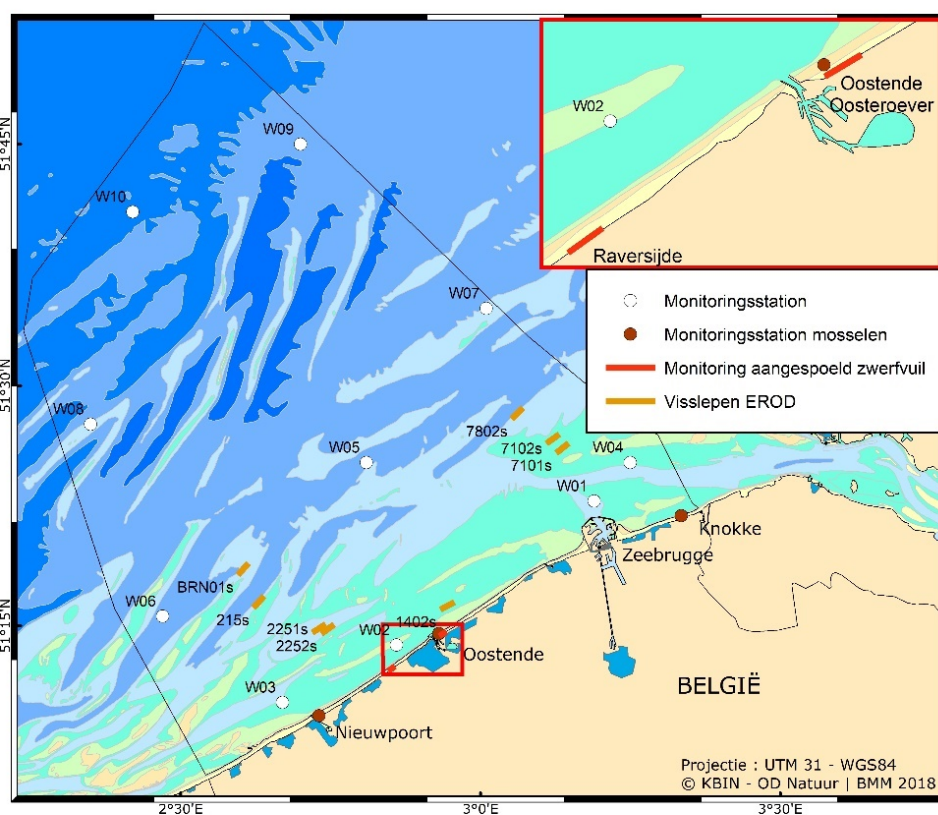 W02
Oostende
Oosteroever
Raversijde
Monitoringsstation
Monitoringsstation mosselen
Monitoring aangespoeld zwerfvuil
Visslepen EROD
51°45'N
51°30'N
51°15'N
W09
W10
W07
W08
W05
7802s
7102s
7101s
W04
W01
Knokke
Zeebrugge
BRN01s
215s
W06
2251s
2252s
W02
1402s
Oostende
W03
Nieuwpoort
BELGIË
Projectie : UTM 31 - WGS84
© KBIN - OD Natuur | BMM 2018
2°30'E
3°0'E
3°30'E